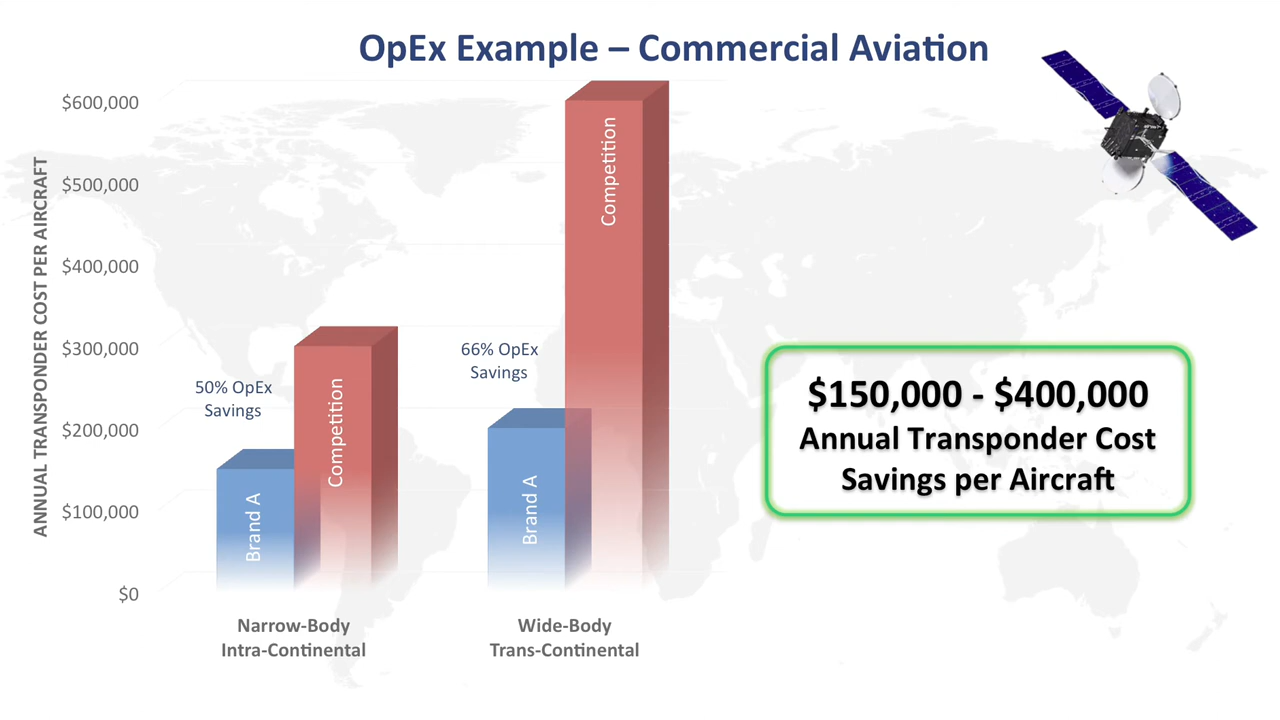 OpEx Example – Commercial Aviation
ANNUAL TRANSPONDER COST PER AIRCRAFT
$600,000
$500,000
$400,000
$300,000
$200,000
$100,000
$0
50% OpEx
Savings
Brand A
Competition
66% OpEx
Savings
Brand A
Competition
Narrow-Body
Intra-Continental
Wide-Body
Trans-Continental
$150,000 - $400,000
Annual Transponder Cost
Savings per Aircraft